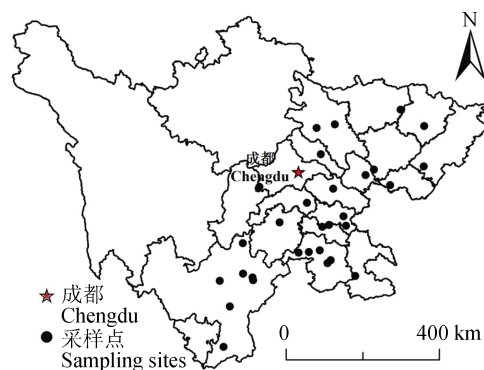 N
成都
Chengdu
成都
Chengdu
采样点
Sampling sites
0 400 km